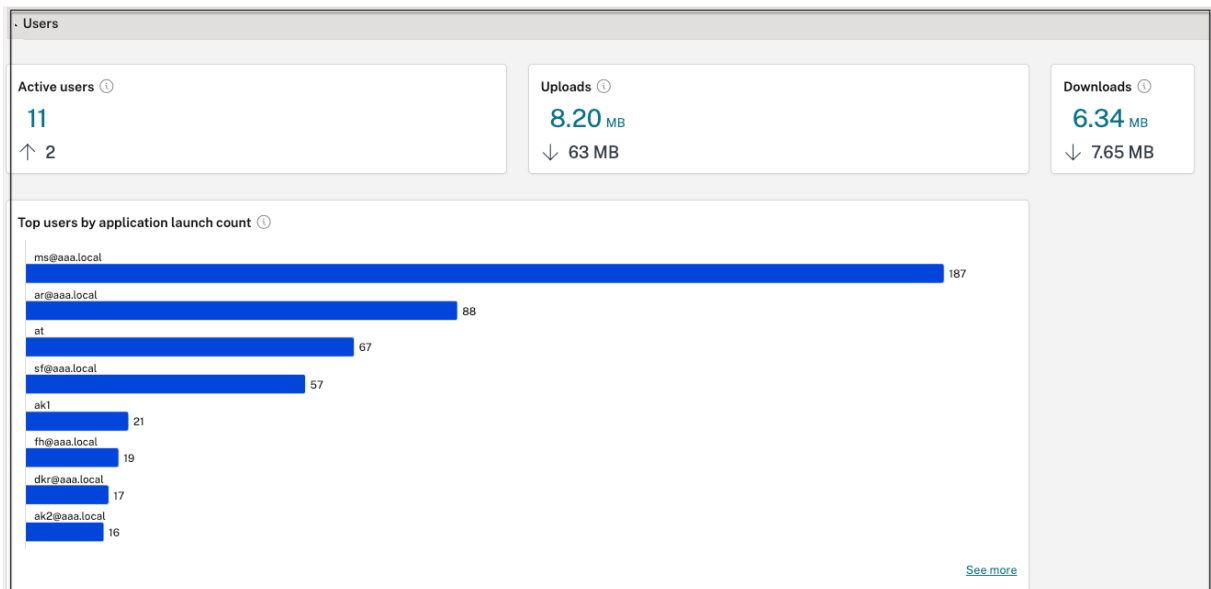 Users
Active users
11
↑ 2
Uploads
8.20 MB
↓ 63 MB
Downloads
6.34 MB
↓ 7.65 MB
Top users by application launch count
ms@aaa.local
187
ar@aaa.local
88
at
67
sf@aaa.local
57
ak1
21
fh@aaa.local
19
dkr@aaa.local
17
ak2@aaa.local
16
See more